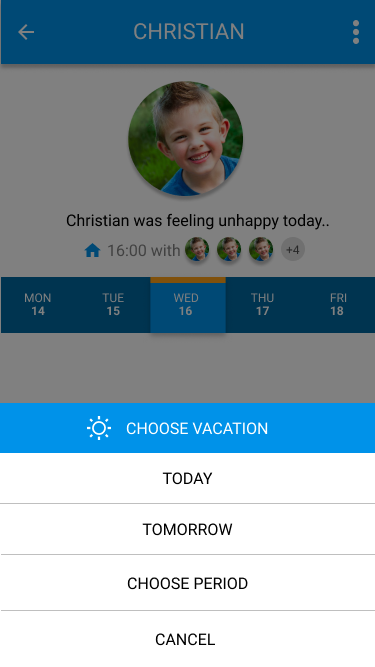 CHRISTIAN
Christian was feeling unhappy today..
16:00 with +4
MON TUE WED THU FRI
14 15 16 17 18
CHOOSE VACATION
TODAY
TOMORROW
CHOOSE PERIOD
CANCEL